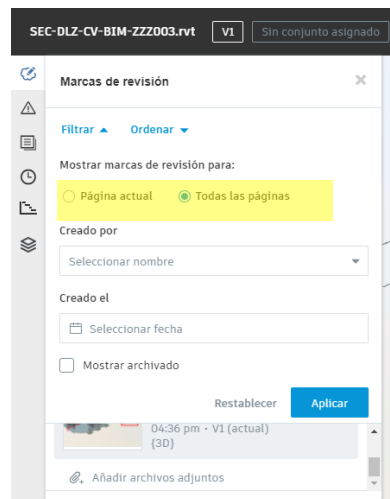 SEC-DLZ-CV-BIM-ZZZ003.rvt V1 Sin conjunto asignado
Marcas de revisión
Filtrar Ordenar
Mostrar marcas de revisión para:
Página actual Todas las páginas
Creado por
Seleccionar nombre
Creado el
Seleccionar fecha
Mostrar archivado
Restablecer Aplicar
04:36 pm • V1 (actual)
{3D}
Añadir archivos adjuntos